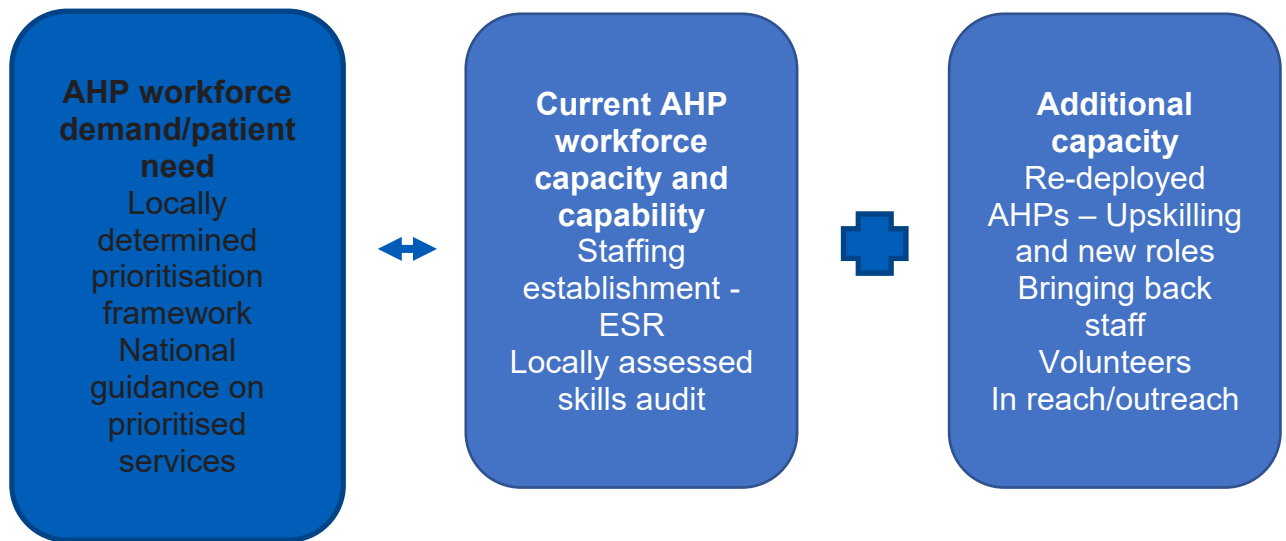 AHP workforce
demand/patient
need
Locally
determined
prioritisation
framework
National
guidance on
prioritised
services
Current AHP
workforce
capacity and
capability
Staffing
establishment -
ESR
Locally assessed
skills audit
Additional
capacity
Re-deployed
AHPs – Upskilling
and new roles
Bringing back
staff
Volunteers
In reach/outreach